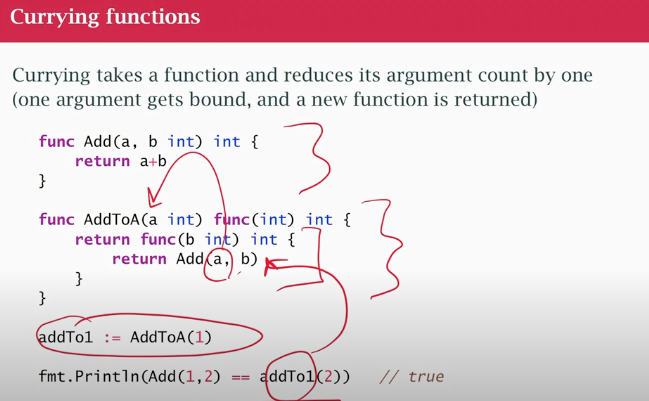 Currying functions
Currying takes a function and reduces its argument count by one
(one argument gets bound, and a new function is returned)
func Add(a, b int) int {
return a+b
}
func AddToA(a int) func(int) int {
return func(b int) int {
return Add(a, b)
}
}
addTo1 := AddToA(1)
fmt.Println(Add(1,2) == addTo1(2)) // true